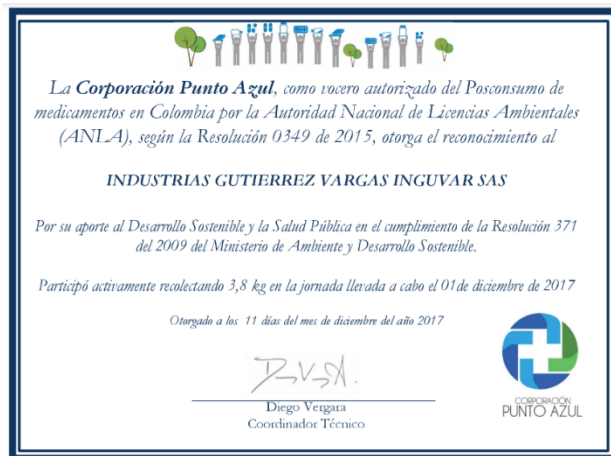 La Corporación Punto Azul, como vocero autorizado del Posconsumo de
medicamentos en Colombia por la Autoridad Nacional de Licencias Ambientales
(ANLA), según la Resolución 0349 de 2015, otorga el reconocimiento al
INDUSTRIAS GUTIERREZ VARGAS INGUVAR SAS
Por su aporte al Desarrollo Sostenible y la Salud Pública en el cumplimiento de la Resolución 371
del 2009 del Ministerio de Ambiente y Desarrollo Sostenible.
Participó activamente recolectando 3,8 kg en la jornada llevada a cabo el 01de diciembre de 2017
Otorgado a los 11 días del mes de diciembre del año 2017
Diego Vergara
Coordinador Técnico
CORPORACIÓN
PUNTO AZUL